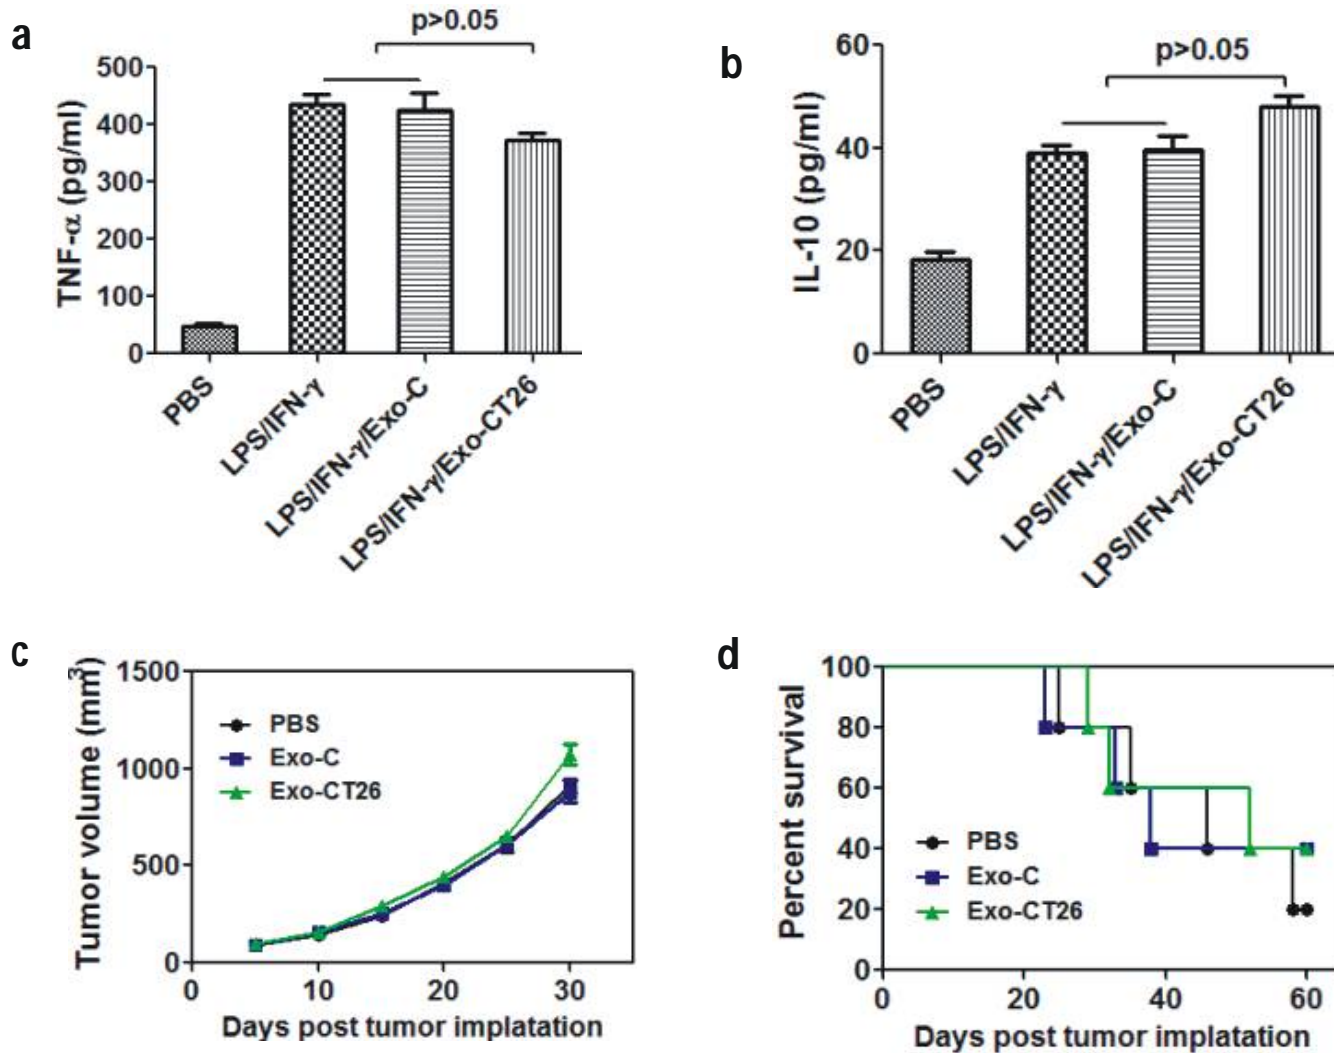 a
p>0.05
TNF-α (pg/ml)
500
400
300
200
100
0
PBS
LPS/IFN-γ
LPS/IFN-γ/Exo-C
LPS/IFN-γ/Exo-CT26
b
p>0.05
IL-10 (pg/ml)
60
40
20
0
PBS
LPS/IFN-γ
LPS/IFN-γ/Exo-C
LPS/IFN-γ/Exo-CT26
c
Tumor volume (mm³)
1500
1000
500
0
PBS
Exo-C
Exo-CT26
0 10 20 30
Days post tumor implatation
d
Percent survival
100
80
60
40
20
0
PBS
Exo-C
Exo-CT26
0 20 40 60
Days post tumor implatation